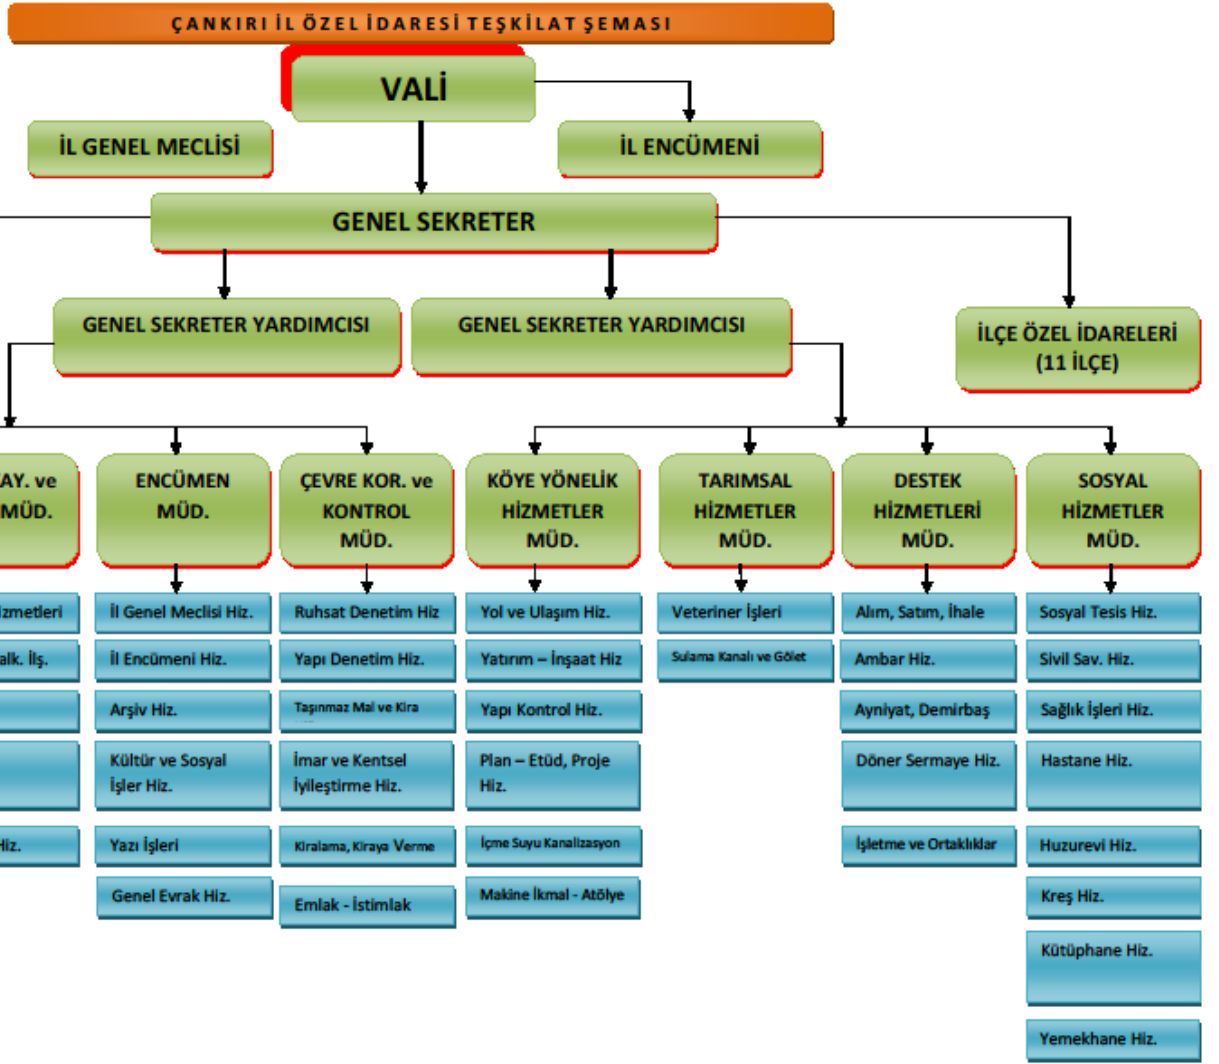 ÇANKIRI İL ÖZEL İDARESİ TEŞKİLAT ŞEMASI
VALİ
İL GENEL MECLİSİ
İL ENCÜMENİ
GENEL SEKRETER
GENEL SEKRETER YARDIMCISI
GENEL SEKRETER YARDIMCISI
İLÇE ÖZEL İDARELERİ
(11 İLÇE)
AY. ve
MÜD.
ENCÜMEN
MÜD.
ÇEVRE KOR. ve
KONTROL
MÜD.
KÖYE YÖNELİK
HİZMETLER
MÜD.
TARIMSAL
HİZMETLER
MÜD.
DESTEK
HİZMETLERİ
MÜD.
SOSYAL
HİZMETLER
MÜD.
izmetleri
alk. İlş.
Hiz.
İl Genel Meclisi Hiz.
İl Encümeni Hiz.
Arşiv Hiz.
Kültür ve Sosyal
İşler Hiz.
Yazı İşleri
Genel Evrak Hiz.
Ruhsat Denetim Hiz
Yapı Denetim Hiz.
Taşınmaz Mal ve Kira
İmar ve Kentsel
İyileştirme Hiz.
Kiralama, Kiraya Verme
Emlak - İstimlak
Yol ve Ulaşım Hiz.
Yatırım – İnşaat Hiz
Yapı Kontrol Hiz.
Plan – Etüd, Proje
Hiz.
İçme Suyu Kanalizasyon
Makine İkmal - Atölye
Veteriner İşleri
Sulama Kanalı ve Gölet
Alım, Satım, İhale
Ambar Hiz.
Ayniyat, Demirbaş
Döner Sermaye Hiz.
İşletme ve Ortaklıklar
Sosyal Tesis Hiz.
Sivil Sav. Hiz.
Sağlık İşleri Hiz.
Hastane Hiz.
Huzurevi Hiz.
Kreş Hiz.
Kütüphane Hiz.
Yemekhane Hiz.